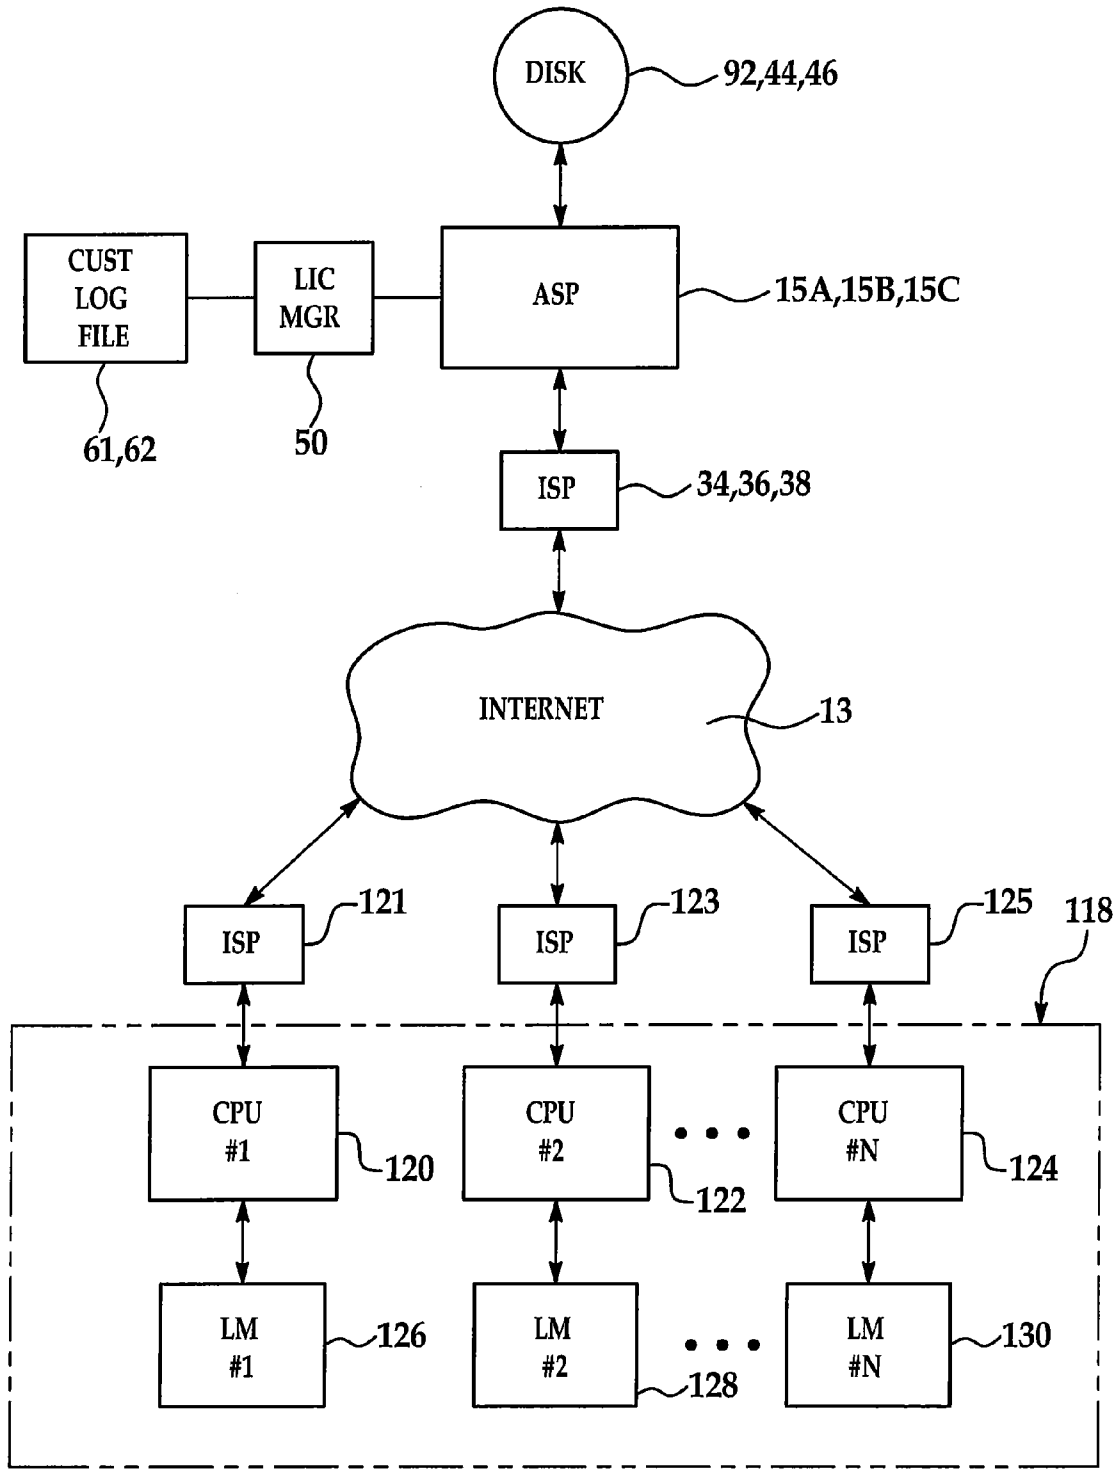 DISK
92,44,46
CUST
LOG
FILE
LIC
MGR
ASP
15A,15B,15C
61,62
50
ISP
34,36,38
INTERNET
13
121
123
125
118
ISP
ISP
ISP
CPU
#1
CPU
#2
CPU
#N
120
122
124
LM
#1
LM
#2
LM
#N
126
128
130